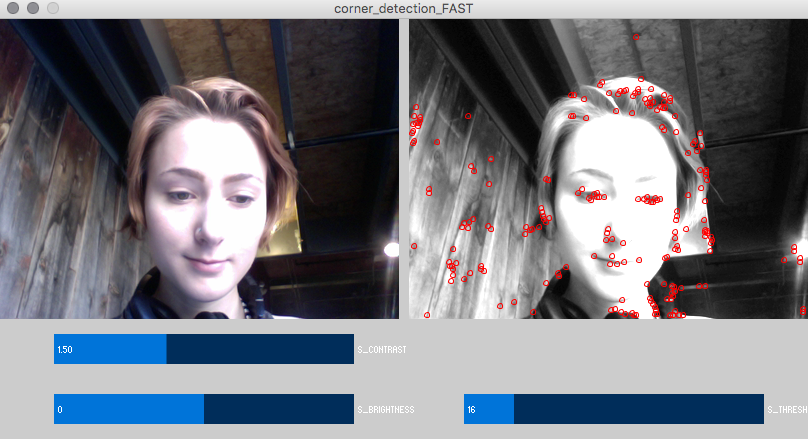 corner_detection_FAST
1.50 S_CONTRAST
0 S_BRIGHTNESS
16 S_THRESH